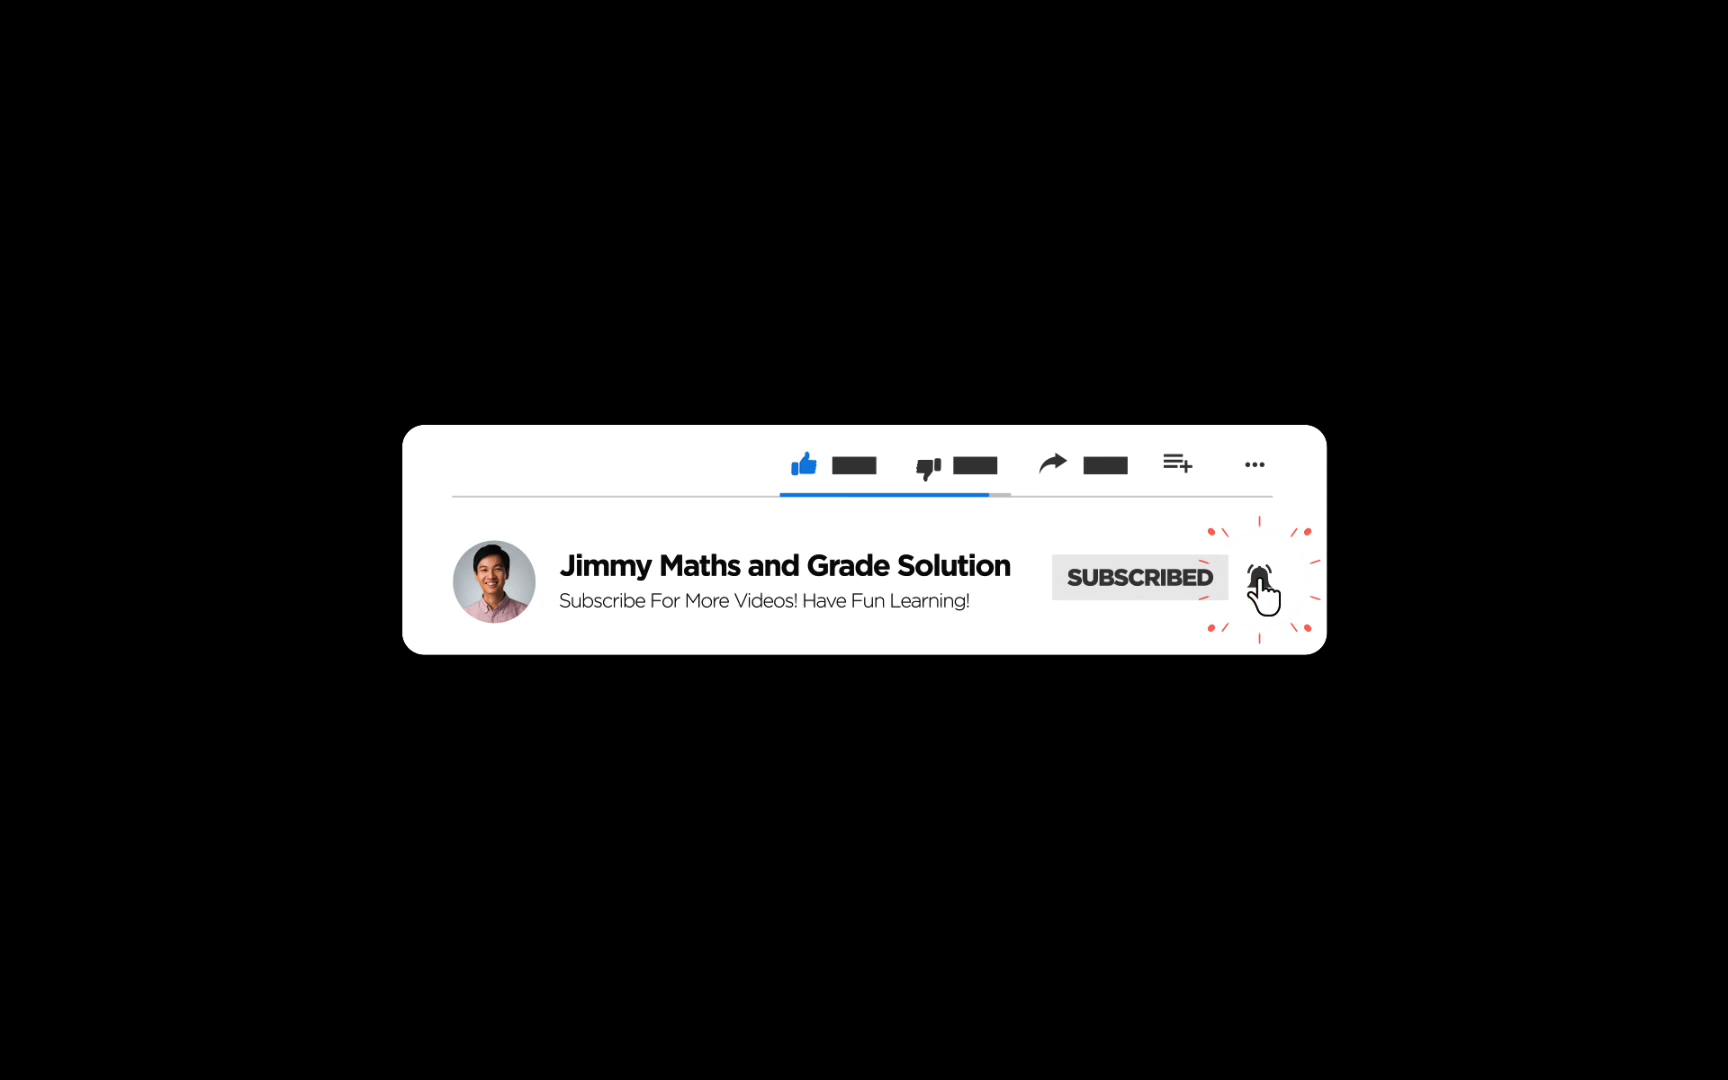 Jimmy Maths and Grade Solution
Subscribe For More Videos! Have Fun Learning!
SUBSCRIBED